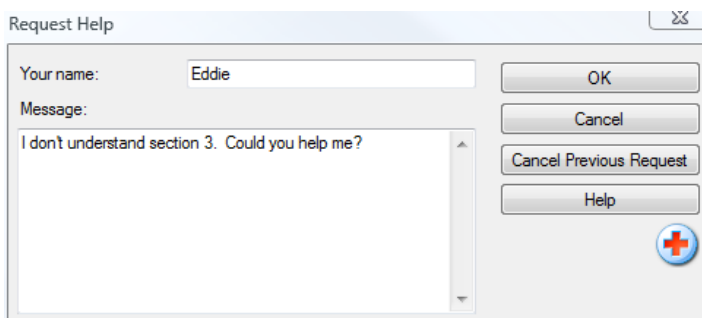 Request Help
Your name:
Eddie
OK
Message:
Cancel
I don't understand section 3.  Could you help me?
Cancel Previous Request
Help